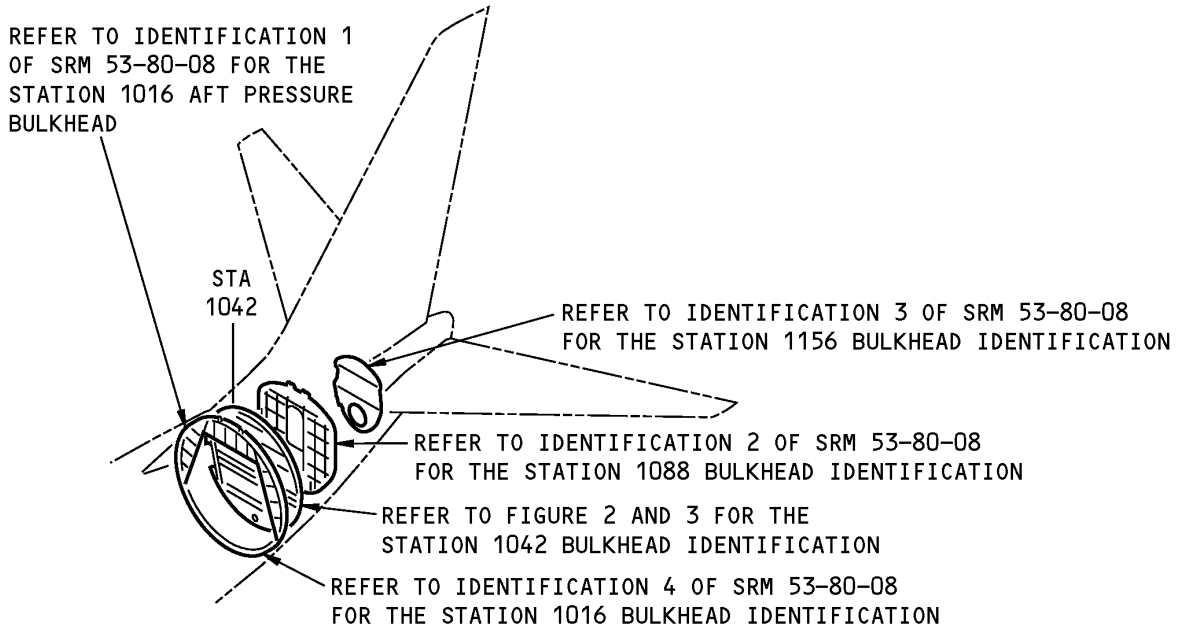 REFER TO IDENTIFICATION 1
OF SRM 53-80-08 FOR THE
STATION 1016 AFT PRESSURE
BULKHEAD
STA
1042
REFER TO IDENTIFICATION 3 OF SRM 53-80-08
FOR THE STATION 1156 BULKHEAD IDENTIFICATION
REFER TO IDENTIFICATION 2 OF SRM 53-80-08
FOR THE STATION 1088 BULKHEAD IDENTIFICATION
REFER TO FIGURE 2 AND 3 FOR THE
STATION 1042 BULKHEAD IDENTIFICATION
REFER TO IDENTIFICATION 4 OF SRM 53-80-08
FOR THE STATION 1016 BULKHEAD IDENTIFICATION